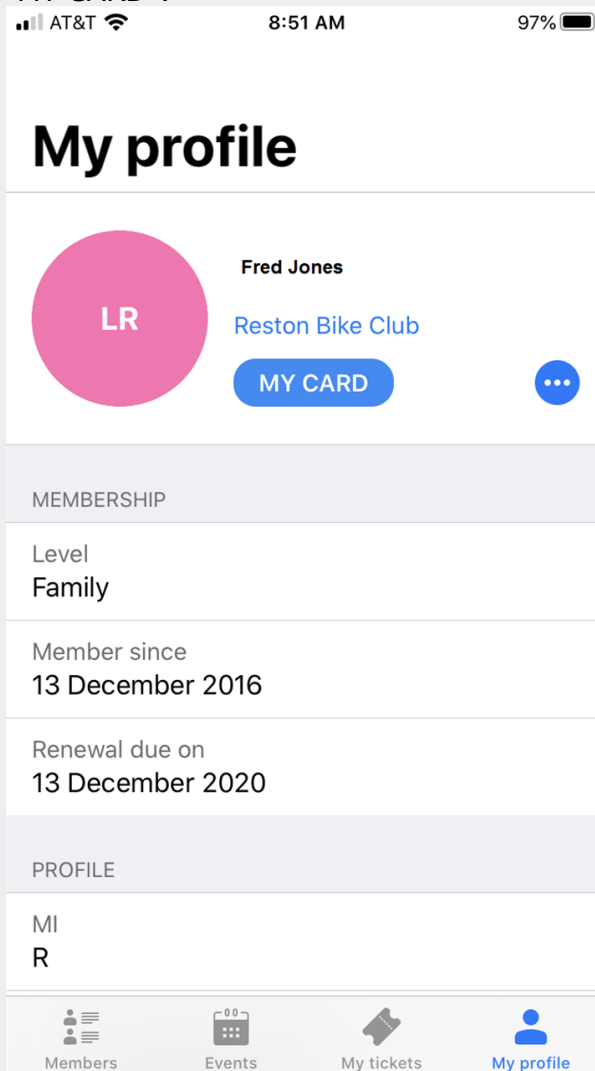 AT&T 8:51 AM 97%
My profile
LR
Fred Jones
Reston Bike Club
MY CARD
MEMBERSHIP
Level
Family
Member since
13 December 2016
Renewal due on
13 December 2020
PROFILE
MI
R
Members Events My tickets My profile